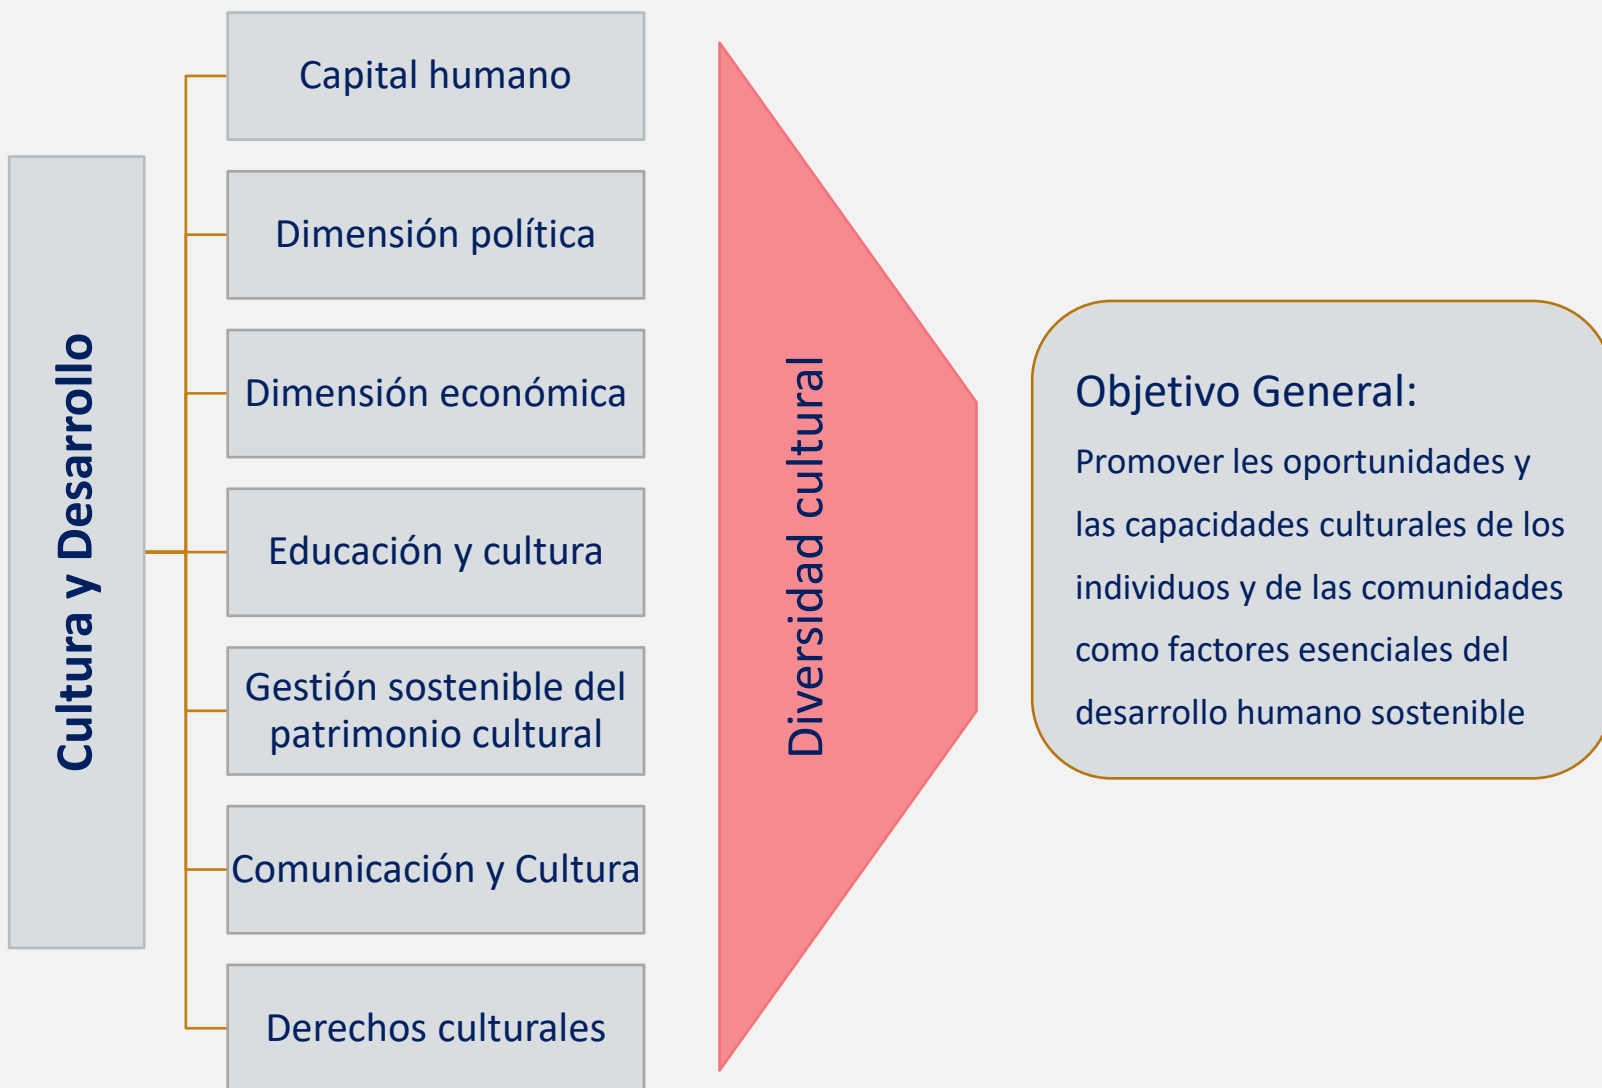 Cultura y Desarrollo
Capital humano
Dimensión política
Dimensión económica
Educación y cultura
Gestión sostenible del
patrimonio cultural
Comunicación y Cultura
Derechos culturales
Diversidad cultural
Objetivo General:
Promover les oportunidades y
las capacidades culturales de los
individuos y de las comunidades
como factores esenciales del
desarrollo humano sostenible